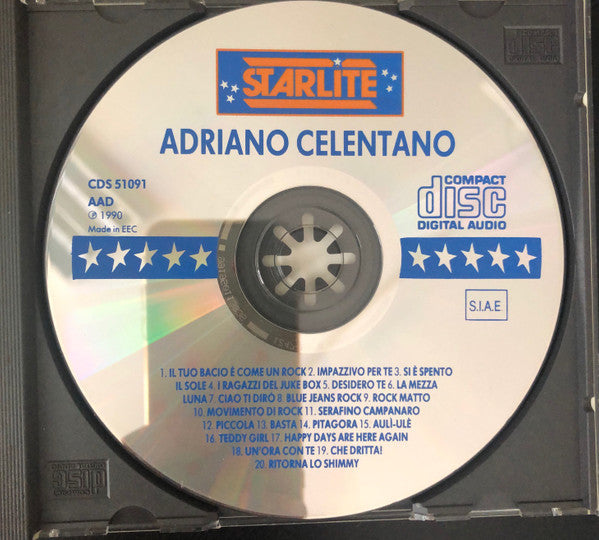 STARLITE
ADRIANO CELENTANO
CDS 51091
AAD
℗ 1990
Made in EEC
COMPACT
disc
DIGITAL AUDIO
S.I.A.E.
1. IL TUO BACIO È COME UN ROCK 2. IMPAZZIVO PER TE 3. SI È SPENTO
IL SOLE 4. I RAGAZZI DEL JUKE BOX 5. DESIDERO TE 6. LA MEZZA
LUNA 7. CIAO TI DIRÓ 8. BLUE JEANS ROCK 9. ROCK MATTO
10. MOVIMENTO DI ROCK 11. SERAFINO CAMPANARO
12. PICCOLA 13. BASTA 14. PITAGORA 15. AULÌ-ULÈ
16. TEDDY GIRL 17. HAPPY DAYS ARE HERE AGAIN
18. UN'ORA CON TE 19. CHE DRITTA!
20. RITORNA LO SHIMMY
disc
disc